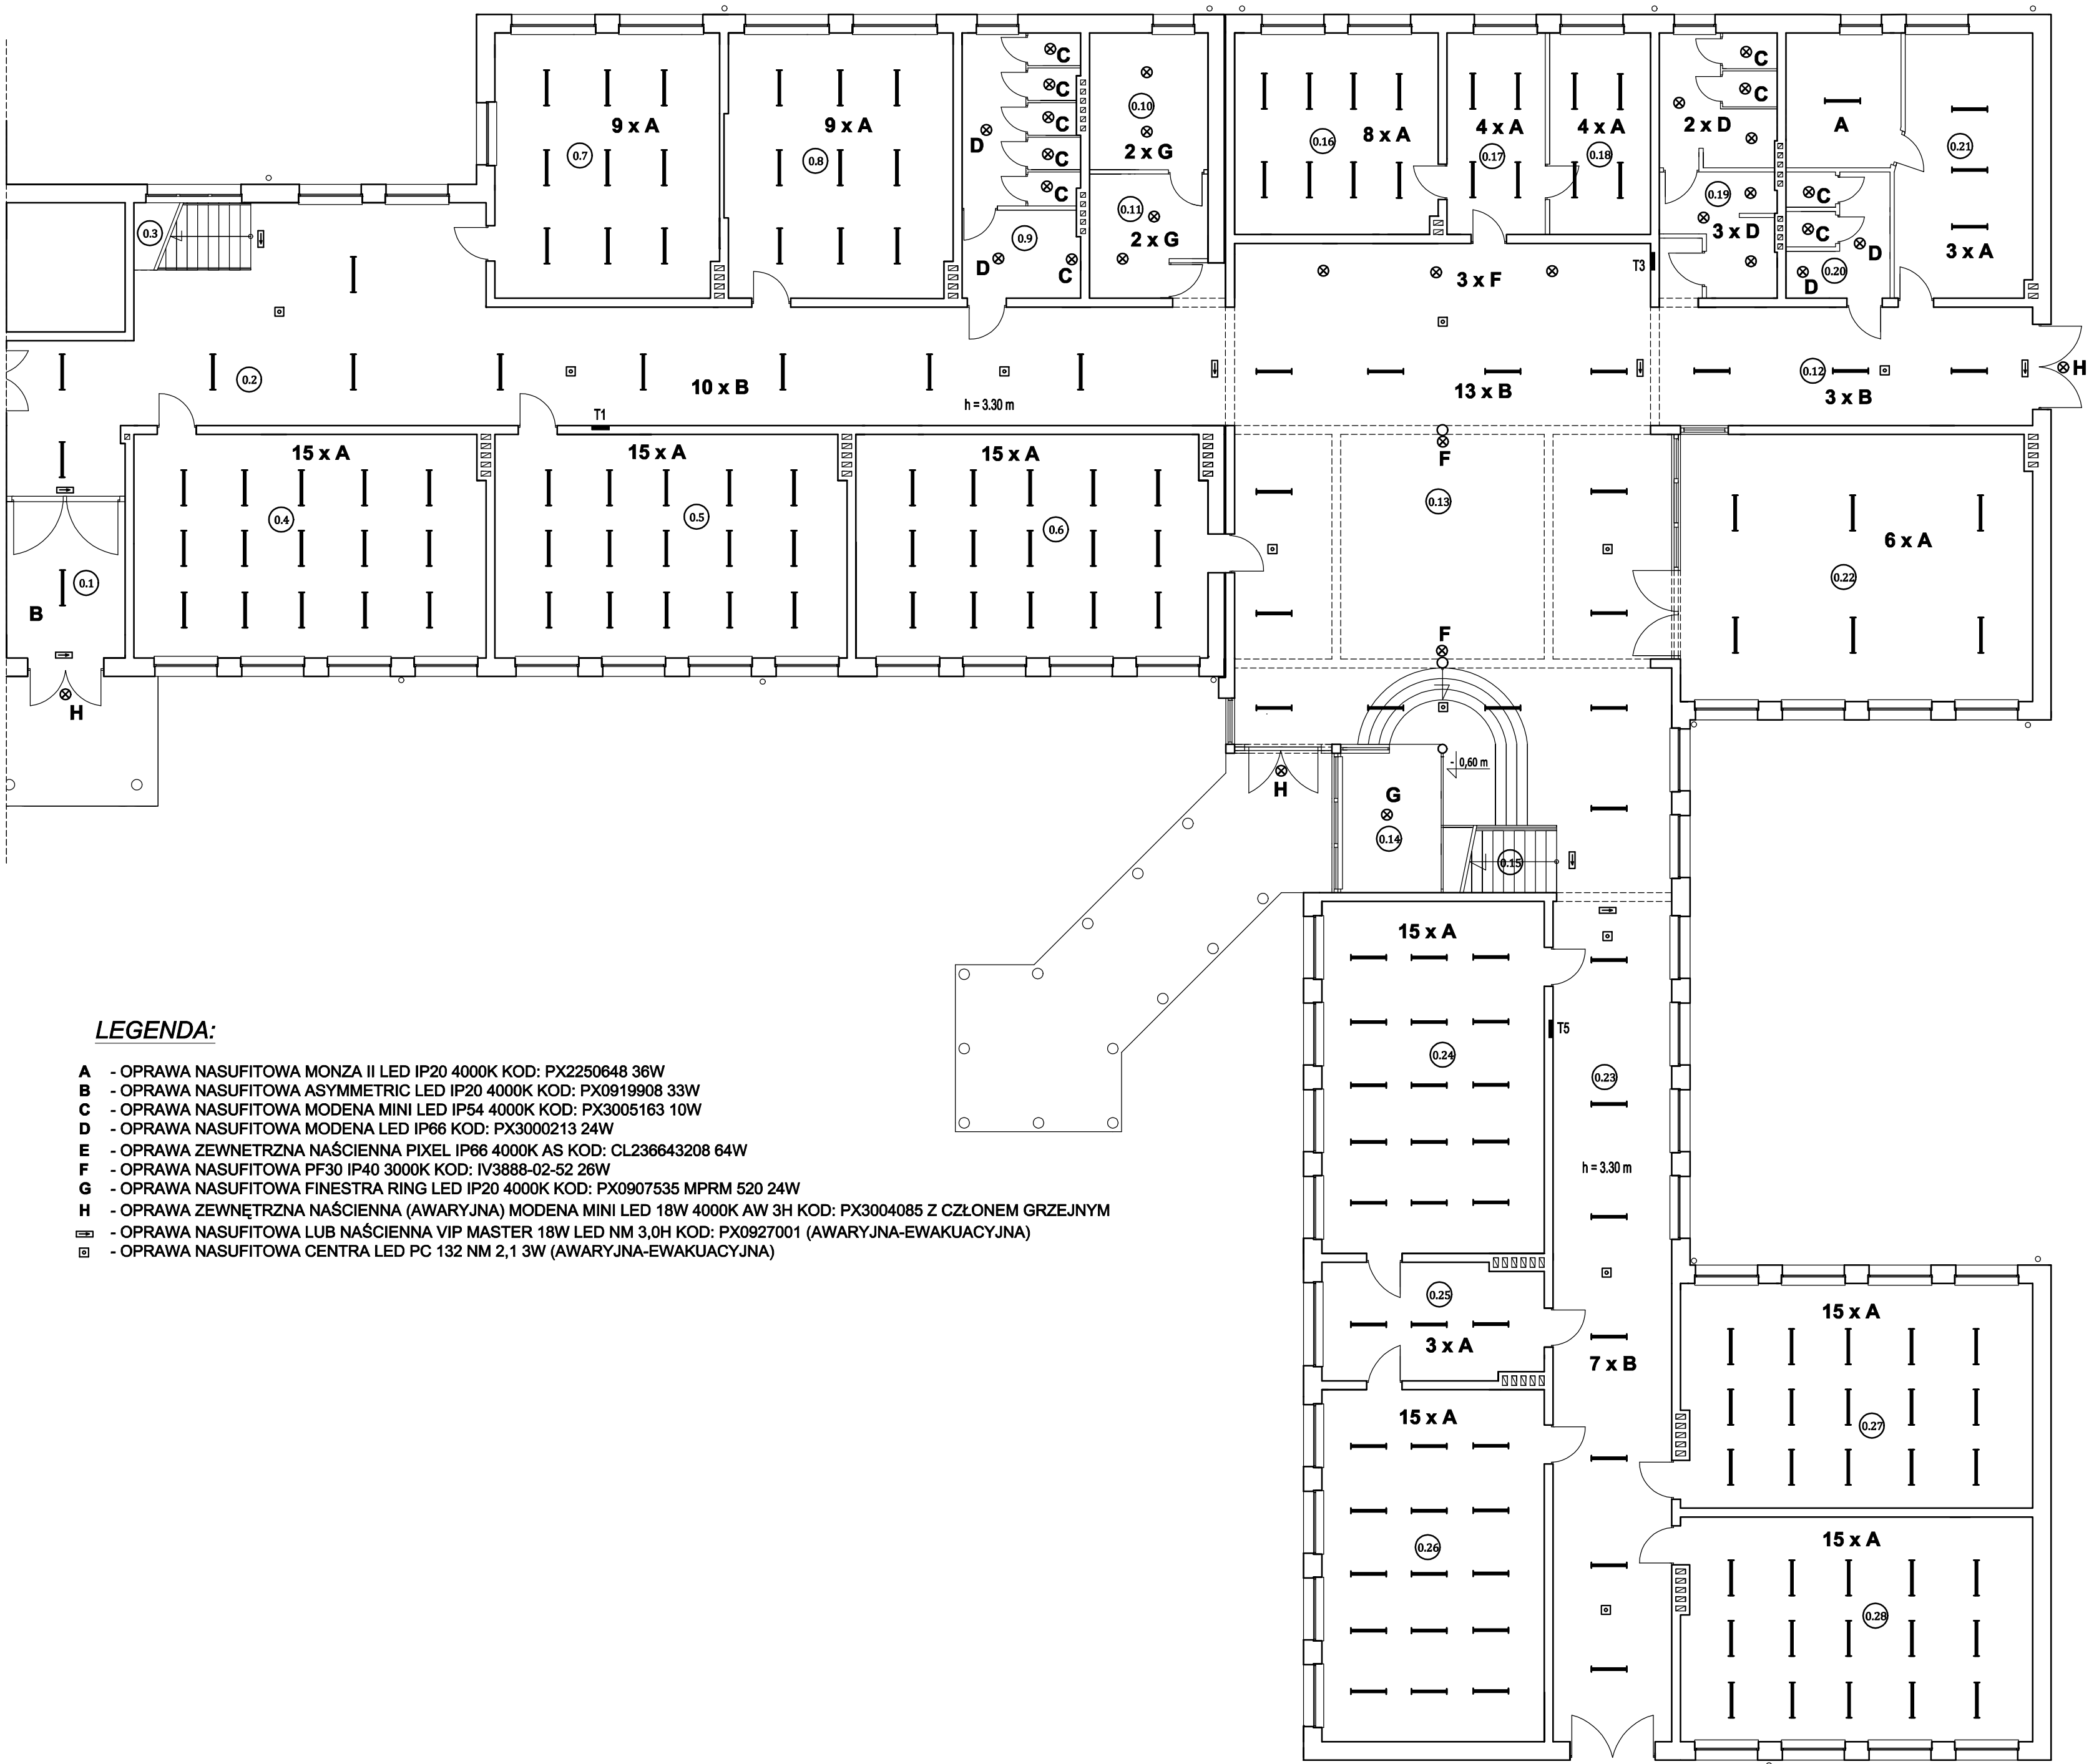 C
C
C
C
C
C
D
D
9 x A
9 x A
0.7
0.8
0.9
0.10
2 x G
0.11
2 x G
0.16
8 x A
4 x A
0.17
4 x A
0.18
C
C
2 x D
0.19
3 x D
A
0.21
3 x A
C
C
D
0.20
D
0.3
T3
3 x F
0.2
10 x B
h = 3.30 m
T1
13 x B
0.12
3 x B
H
15 x A
15 x A
15 x A
F
0.4
0.5
0.6
0.13
6 x A
0.22
0.1
B
F
H
- 0,60 m
H
G
0.14
0.15
15 x A
0.24
T5
0.23
h = 3.30 m
0.25
3 x A
7 x B
15 x A
0.26
15 x A
0.27
15 x A
0.28
LEGENDA:
A - OPRAWA NASUFITOWA MONZA II LED IP20 4000K KOD: PX2250648 36W
B - OPRAWA NASUFITOWA ASYMMETRIC LED IP20 4000K KOD: PX0919908 33W
C - OPRAWA NASUFITOWA MODENA MINI LED IP54 4000K KOD: PX3005163 10W
D - OPRAWA NASUFITOWA MODENA LED IP66 KOD: PX3000213 24W
E - OPRAWA ZEWNETRZNA NAŚCIENNA PIXEL IP66 4000K AS KOD: CL236643208 64W
F - OPRAWA NASUFITOWA PF30 IP40 3000K KOD: IV3888-02-52 26W
G - OPRAWA NASUFITOWA FINESTRA RING LED IP20 4000K KOD: PX0907535 MPRM 520 24W
H - OPRAWA ZEWNĘTRZNA NAŚCIENNA (AWARYJNA) MODENA MINI LED 18W 4000K AW 3H KOD: PX3004085 Z CZŁONEM GRZEJNYM
- OPRAWA NASUFITOWA LUB NAŚCIENNA VIP MASTER 18W LED NM 3,0H KOD: PX0927001 (AWARYJNA-EWAKUACYJNA)
- OPRAWA NASUFITOWA CENTRA LED PC 132 NM 2,1 3W (AWARYJNA-EWAKUACYJNA)